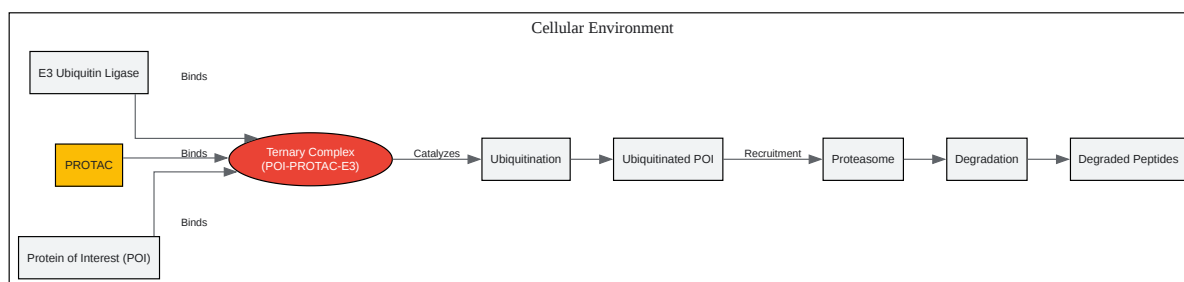 Cellular Environment
E3 Ubiquitin Ligase
Binds
PROTAC
Binds
Ternary Complex
(POI-PROTAC-E3)
Catalyzes
Ubiquitination
Ubiquitinated POI
Recruitment
Proteasome
Degradation
Degraded Peptides
Binds
Protein of Interest (POI)